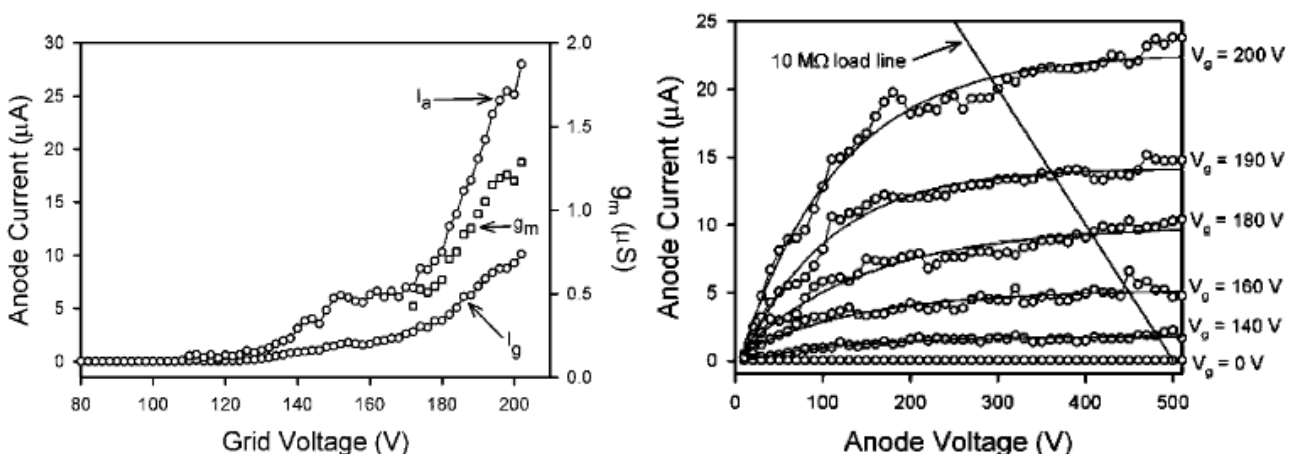 30
25
20
15
10
5
0
Anode Current (μA)
2.0
1.5
1.0
0.5
0.0
gm (μS)
Ia
gm
Ig
80 100 120 140 160 180 200
Grid Voltage (V)
25
20
15
10
5
0
Anode Current (μA)
10 MΩ load line
Vg = 200 V
Vg = 190 V
Vg = 180 V
Vg = 160 V
Vg = 140 V
Vg = 0 V
0 100 200 300 400 500
Anode Voltage (V)